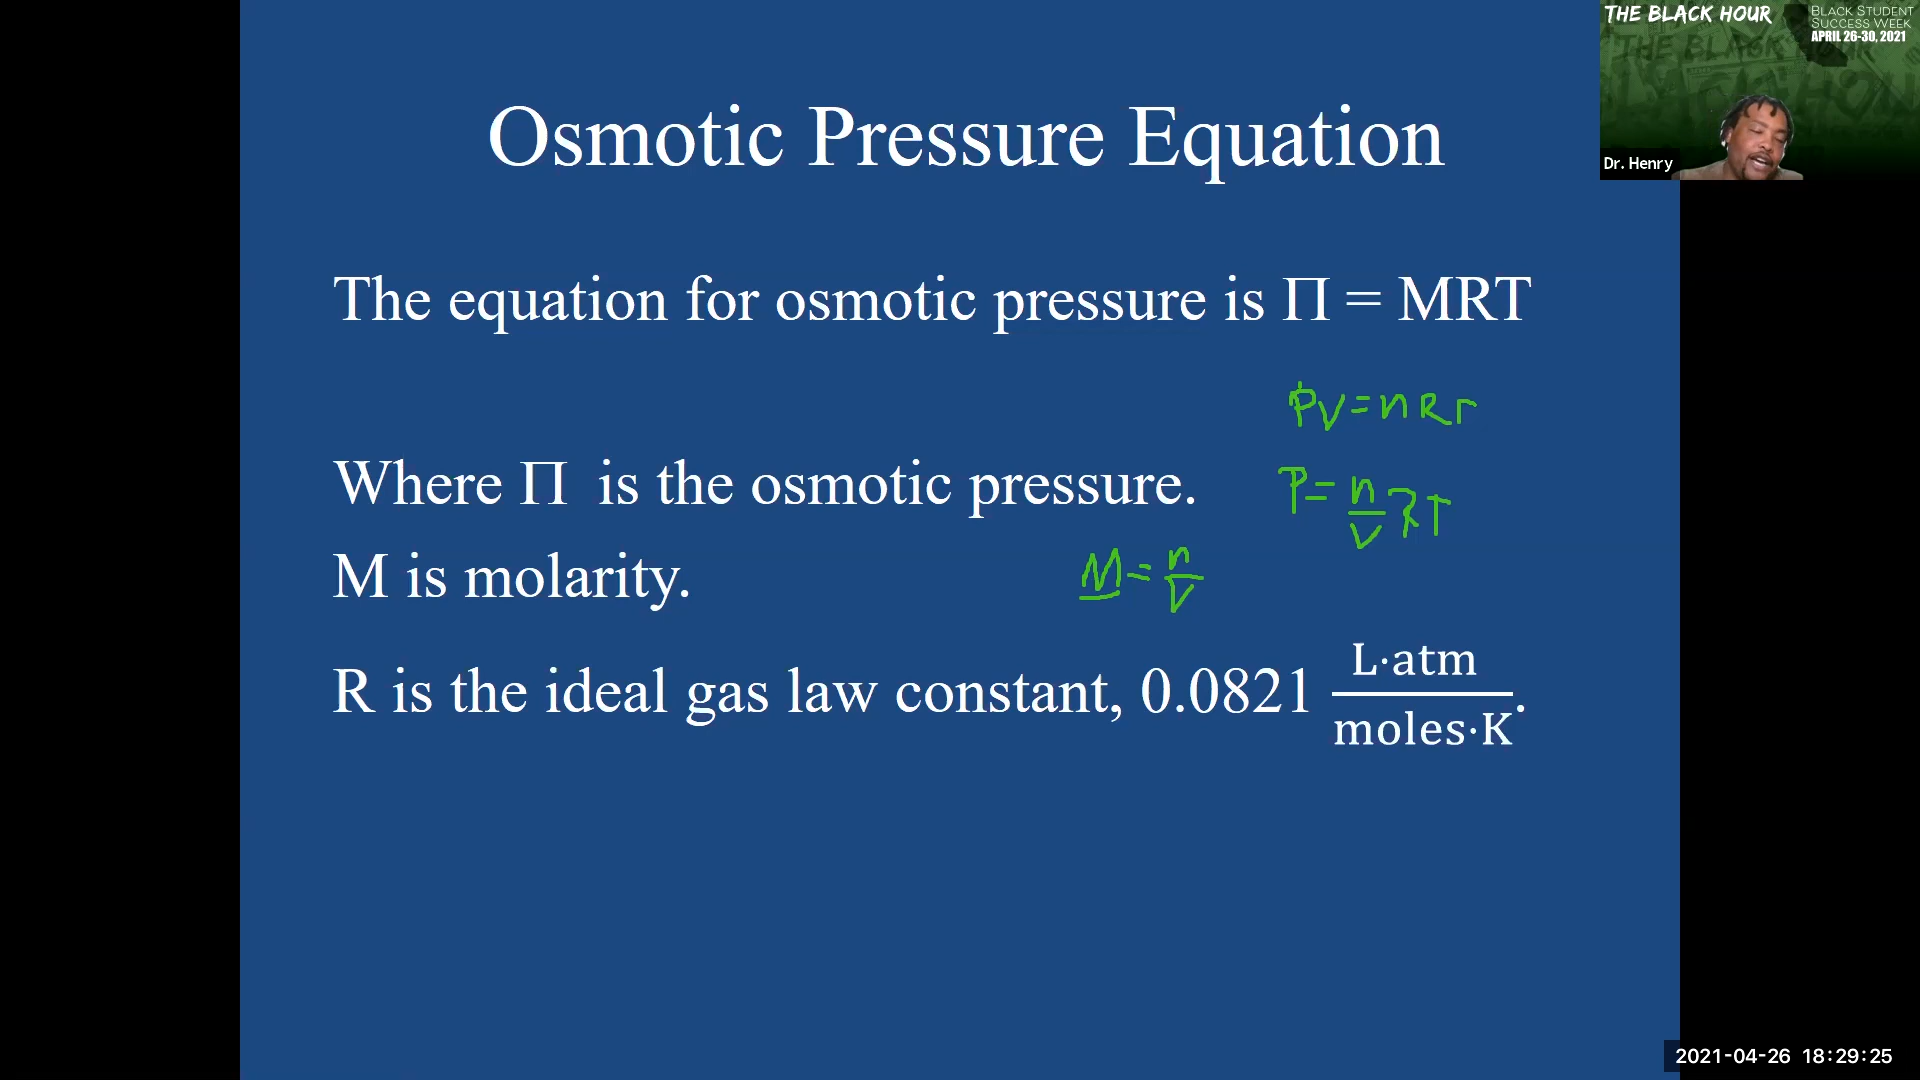 THE BLACK HOUR
BLACK STUDENT
SUCCESS WEEK
APRIL 26-30, 2021
Dr. Henry
Osmotic Pressure Equation
The equation for osmotic pressure is Π = MRT
PV=nRT
Where Π is the osmotic pressure.
P= n/V RT
M is molarity.
M= n/V
R is the ideal gas law constant, 0.0821 L·atm/moles·K.
2021-04-26 18:29:25